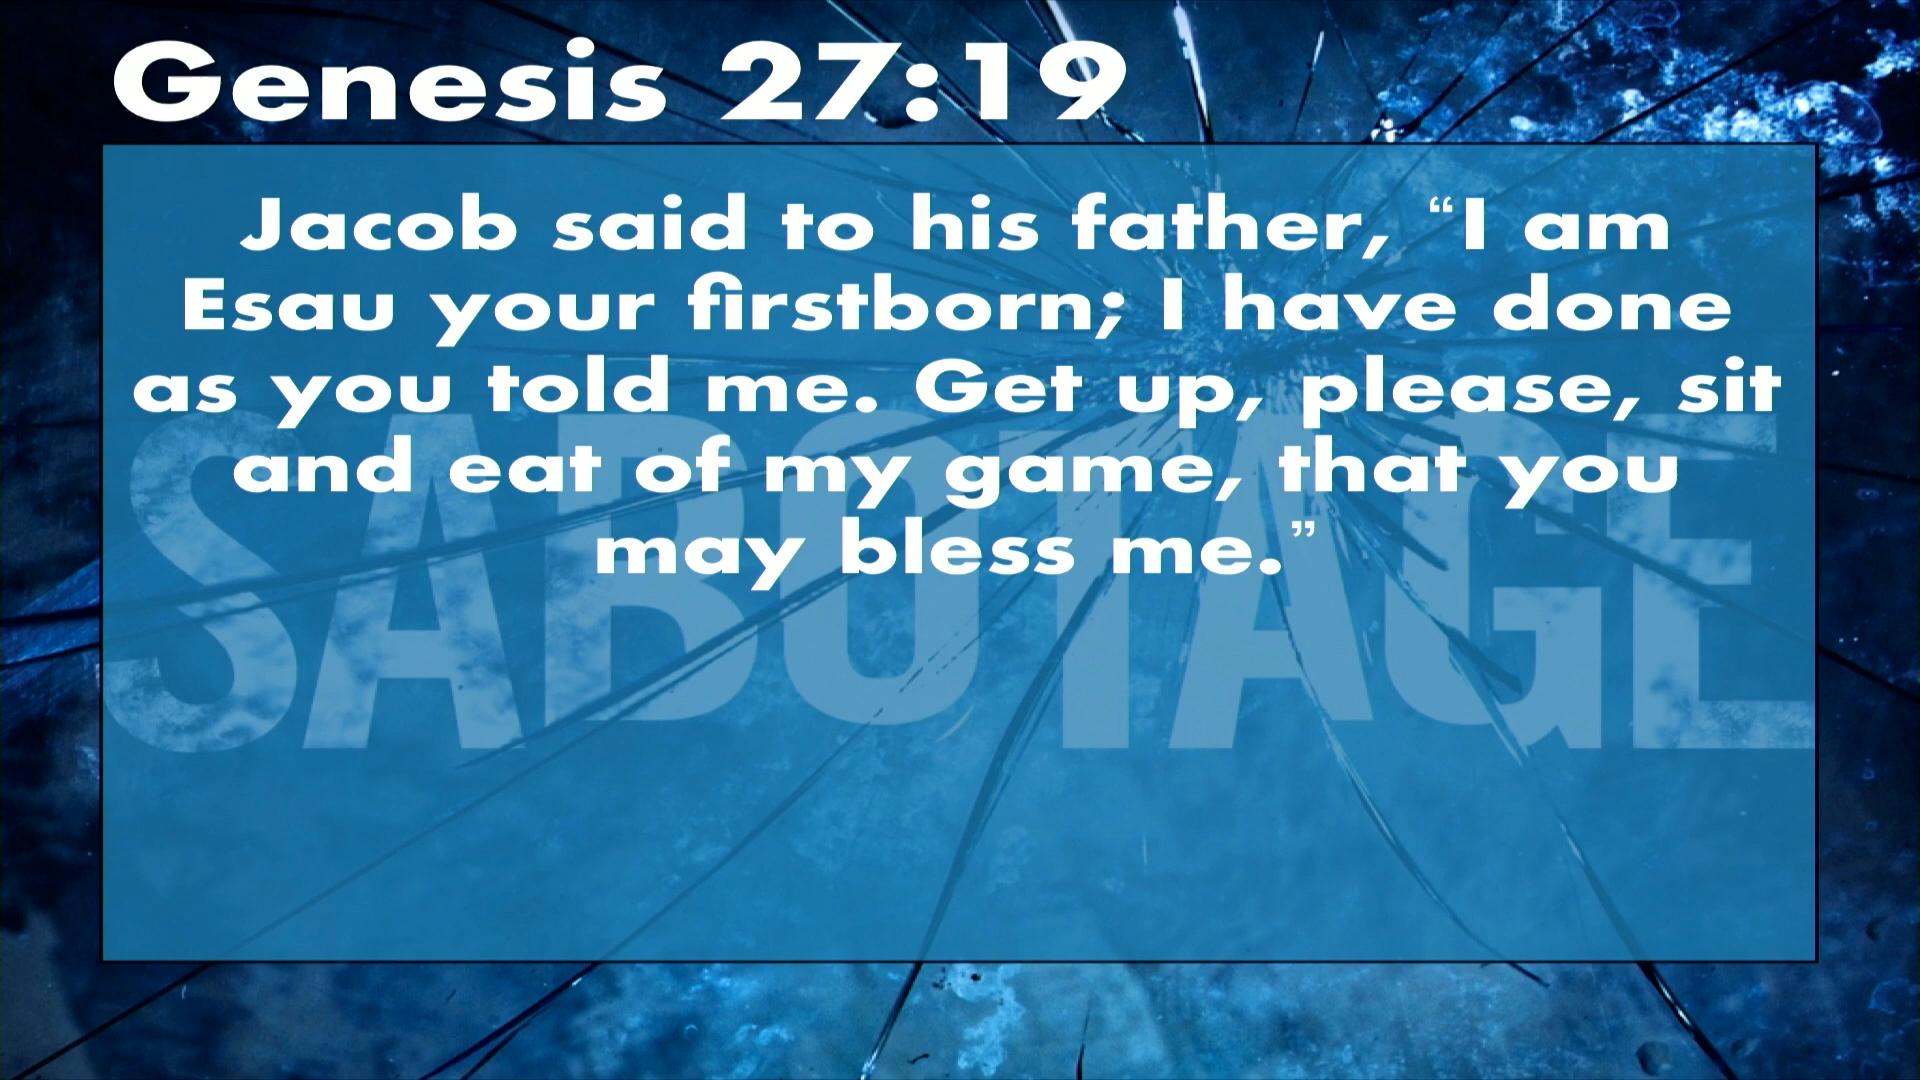 Genesis 27:19
Jacob said to his father, “I am
Esau your firstborn; I have done
as you told me. Get up, please, sit
and eat of my game, that you
may bless me.”
SABOTAGE